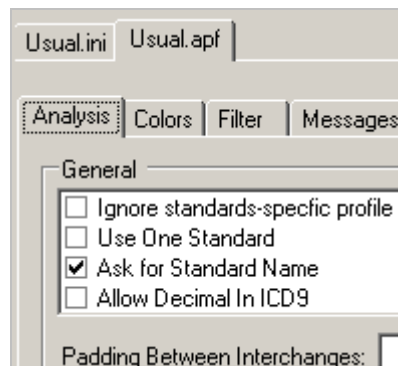 Usual.ini Usual.apf
Analysis Colors Filter Messages
General
Ignore standards-specfic profile
Use One Standard
Ask for Standard Name
Allow Decimal In ICD9
Padding Between Interchanges: